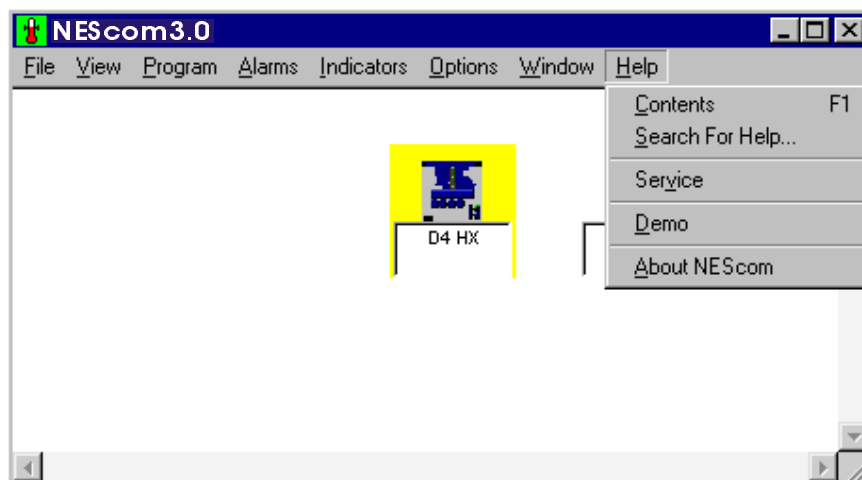 NEScom3.0
File View Program Alarms Indicators Options Window Help
Contents F1
Search For Help...
Service
Demo
About NEScom
D4 HX